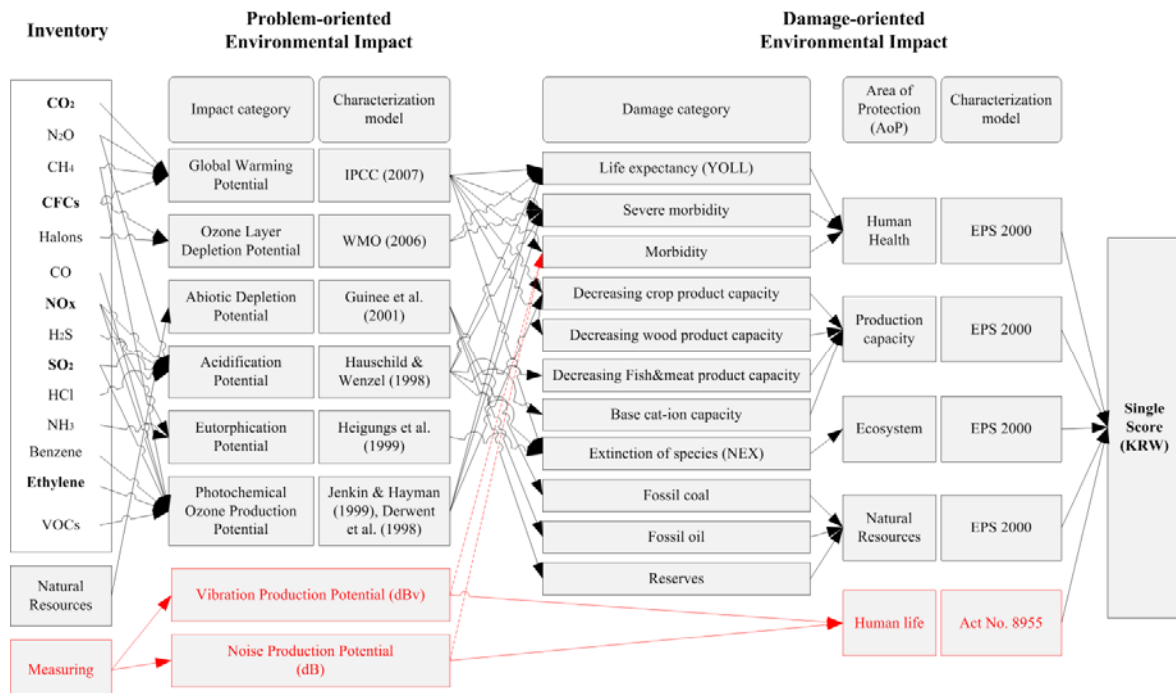 Inventory
Problem-oriented
Environmental Impact
Damage-oriented
Environmental Impact
CO₂
N₂O
CH₄
CFCs
Halons
CO
NOx
H₂S
SO₂
HCl
NH₃
Benzene
Ethylene
VOCs
Natural
Resources
Measuring
Impact category
Characterization
model
Global Warming
Potential
IPCC (2007)
Ozone Layer
Depletion Potential
WMO (2006)
Abiotic Depletion
Potential
Guinee et al.
(2001)
Acidification
Potential
Hauschild &
Wenzel (1998)
Eutorphication
Potential
Heigungs et al.
(1999)
Photochemical
Ozone Production
Potential
Jenkin & Hayman
(1999), Derwent
et al. (1998)
Vibration Production Potential (dBv)
Noise Production Potential
(dB)
Damage category
Area of
Protection
(AoP)
Characterization
model
Life expectancy (YOLL)
Severe morbidity
Morbidity
Decreasing crop product capacity
Decreasing wood product capacity
Decreasing Fish&meat product capacity
Base cat-ion capacity
Extinction of species (NEX)
Fossil coal
Fossil oil
Reserves
Human
Health
EPS 2000
Production
capacity
EPS 2000
Ecosystem
EPS 2000
Natural
Resources
EPS 2000
Human life
Act No. 8955
Single
Score
(KRW)